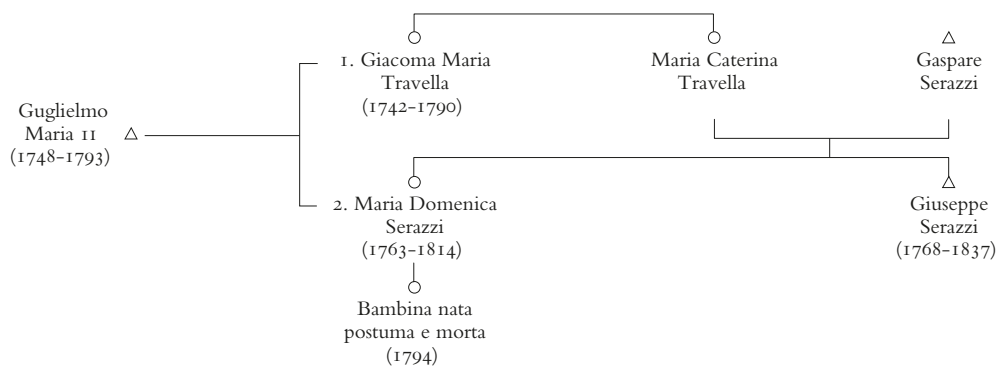 1. Giacoma Maria
Travella
(1742-1790)
Maria Caterina
Travella
Gaspare
Serazzi
Guglielmo
Maria II
(1748-1793)
2. Maria Domenica
Serazzi
(1763-1814)
Giuseppe
Serazzi
(1768-1837)
Bambina nata
postuma e morta
(1794)